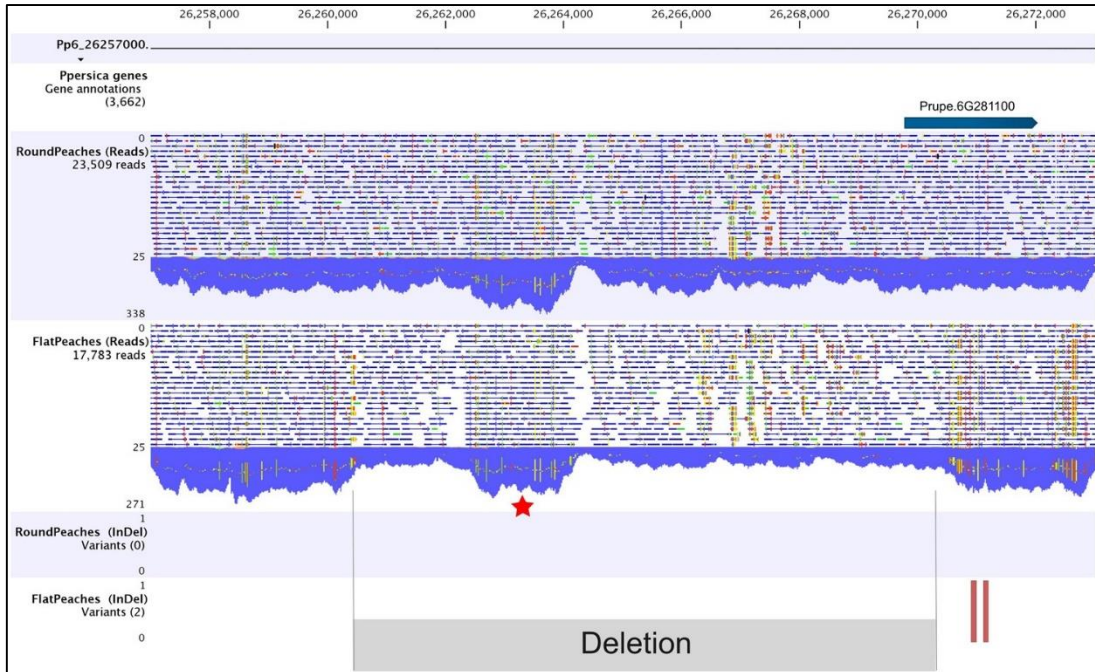 26,258,000 26,260,000 26,262,000 26,264,000 26,266,000 26,268,000 26,270,000 26,272,000
Pp6_26257000.
Ppersica genes
Gene annotations
(3,662)
Prupe.6G281100
0
RoundPeaches (Reads)
23,509 reads
25
338
0
FlatPeaches (Reads)
17,783 reads
25
271
1
RoundPeaches (InDel)
Variants (0)
0
1
FlatPeaches (InDel)
Variants (2)
0
Deletion